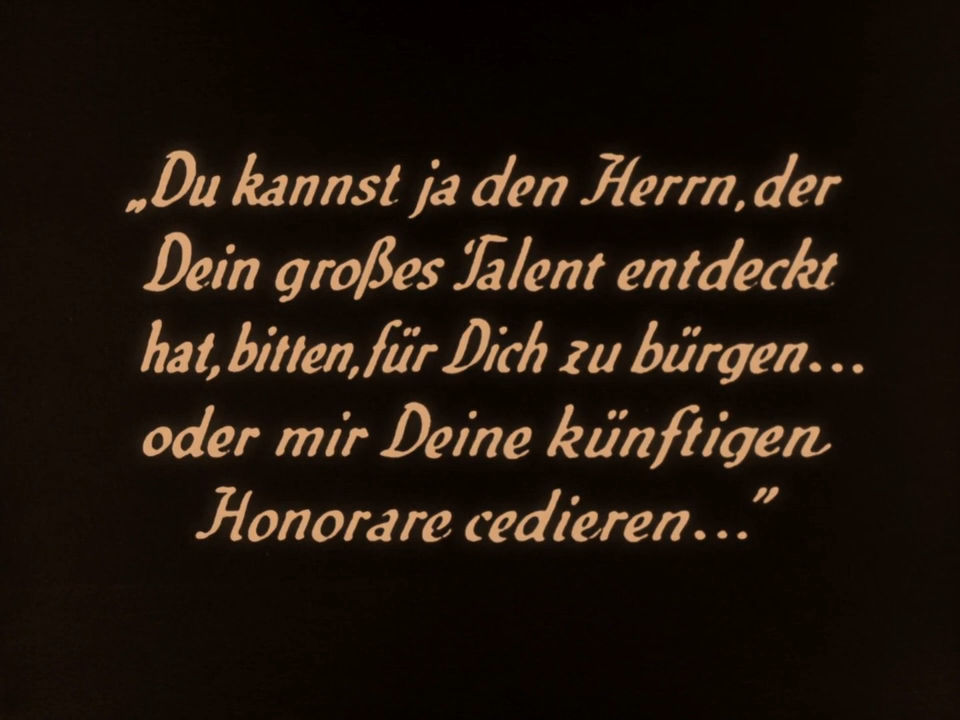 „Du kannst ja den Herrn, der
Dein großes Talent entdeckt
hat, bitten, für Dich zu bürgen...
oder mir Deine künftigen
Honorare cedieren..."